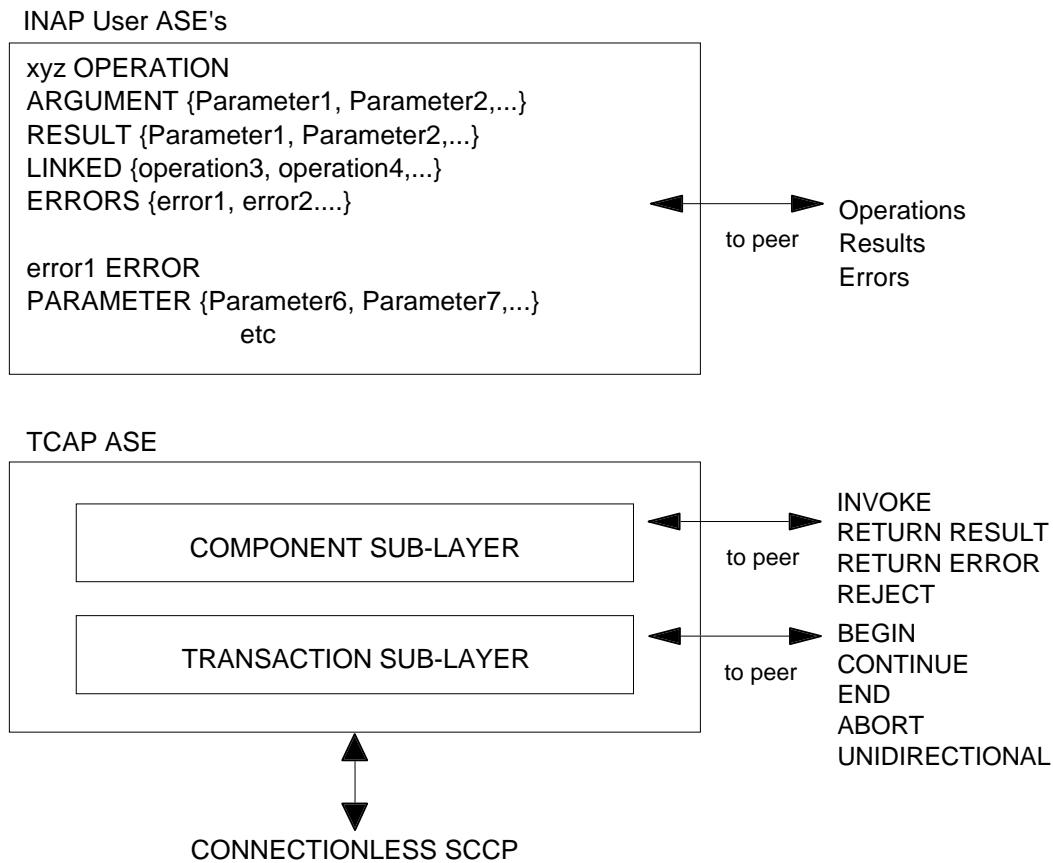 INAP User ASE's
xyz OPERATION
ARGUMENT {Parameter1, Parameter2,...}
RESULT {Parameter1, Parameter2,...}
LINKED {operation3, operation4,...}
ERRORS {error1, error2....}
error1 ERROR
PARAMETER {Parameter6, Parameter7,...}
etc
to peer
Operations
Results
Errors
TCAP ASE
COMPONENT SUB-LAYER
to peer
INVOKE
RETURN RESULT
RETURN ERROR
REJECT
TRANSACTION SUB-LAYER
to peer
BEGIN
CONTINUE
END
ABORT
UNIDIRECTIONAL
CONNECTIONLESS SCCP